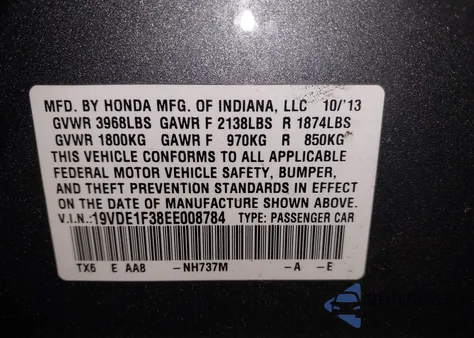 MFD. BY HONDA MFG. OF INDIANA, LLC 10/'13
GVWR 3968LBS GAWR F 2138LBS R 1874LBS
GVWR 1800KG GAWR F 970KG R 850KG
THIS VEHICLE CONFORMS TO ALL APPLICABLE
FEDERAL MOTOR VEHICLE SAFETY, BUMPER,
AND THEFT PREVENTION STANDARDS IN EFFECT
ON THE DATE OF MANUFACTURE SHOWN ABOVE.
V.I.N.: 19VDE1F38EE008784 TYPE: PASSENGER CAR
TX6 E AAB -NH737M -A -E